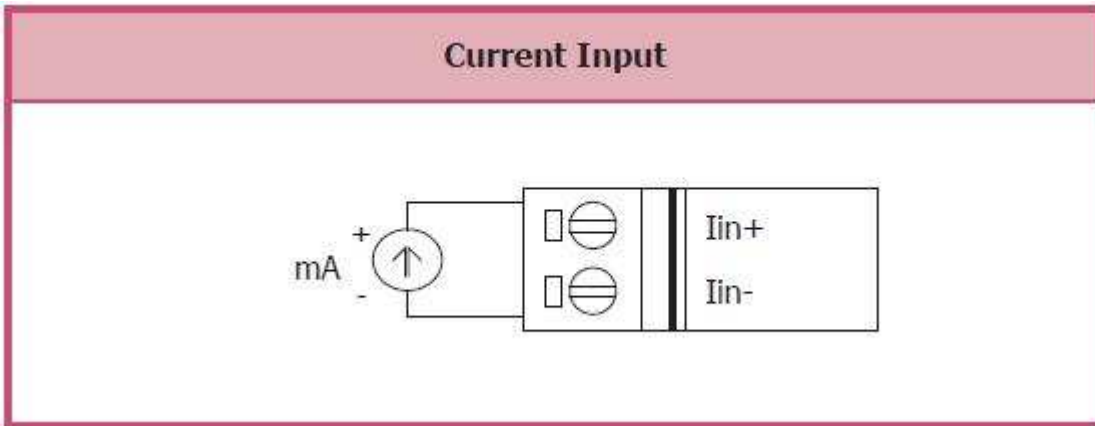 Current Input
+
mA
-
Iin+
Iin-